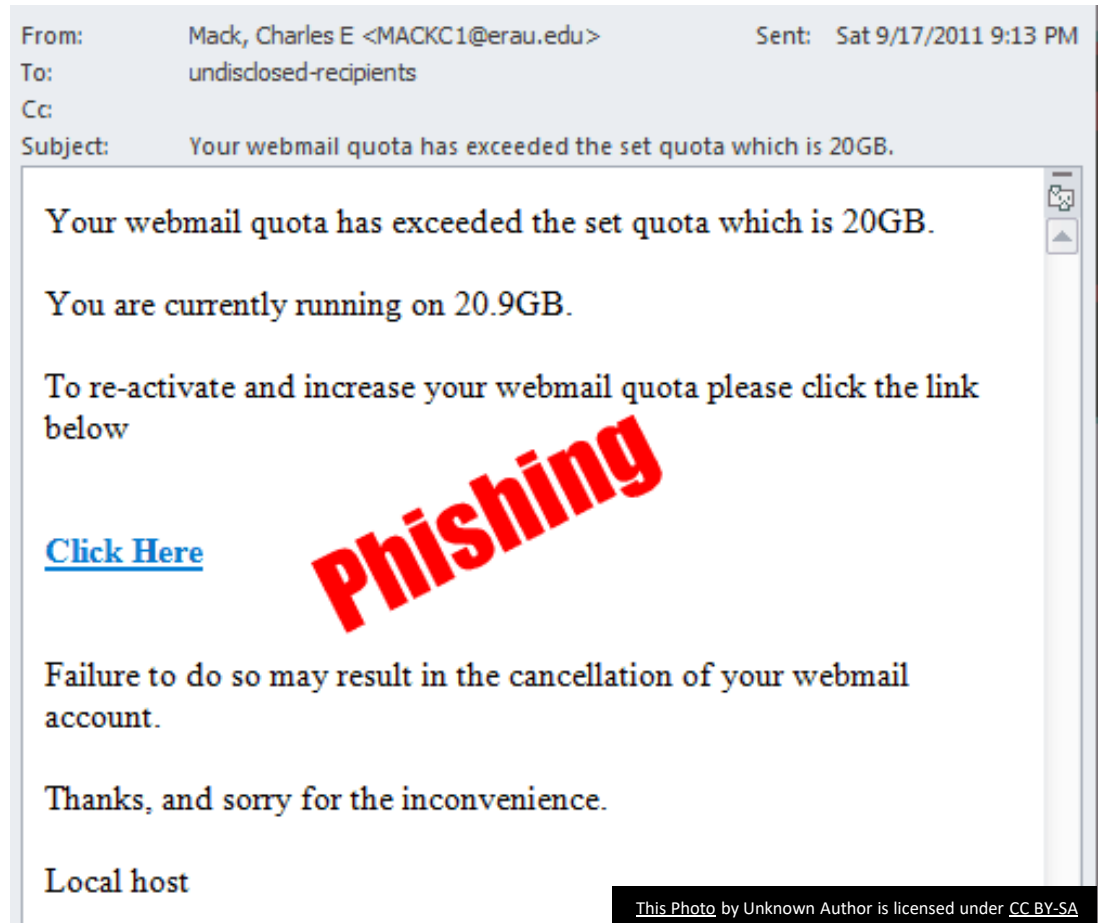 From: Mack, Charles E <MACKC1@erau.edu> Sent: Sat 9/17/2011 9:13 PM
To: undisclosed-recipients
Cc:
Subject: Your webmail quota has exceeded the set quota which is 20GB.
Your webmail quota has exceeded the set quota which is 20GB.
You are currently running on 20.9GB.
To re-activate and increase your webmail quota please click the link
below
Phishing
Click Here
Failure to do so may result in the cancellation of your webmail
account.
Thanks, and sorry for the inconvenience.
Local host
This Photo by Unknown Author is licensed under CC BY-SA